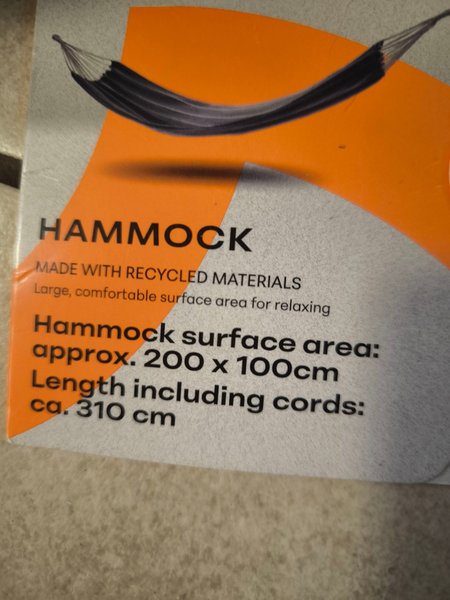 HAMMOCK
MADE WITH RECYCLED MATERIALS
Large, comfortable surface area for relaxing
Hammock surface area:
approx. 200 x 100cm
Length including cords:
ca. 310 cm